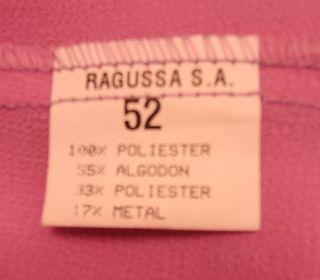 RAGUSSA S.A.
52
100% POLIESTER
55% ALGODON
33% POLIESTER
17% METAL